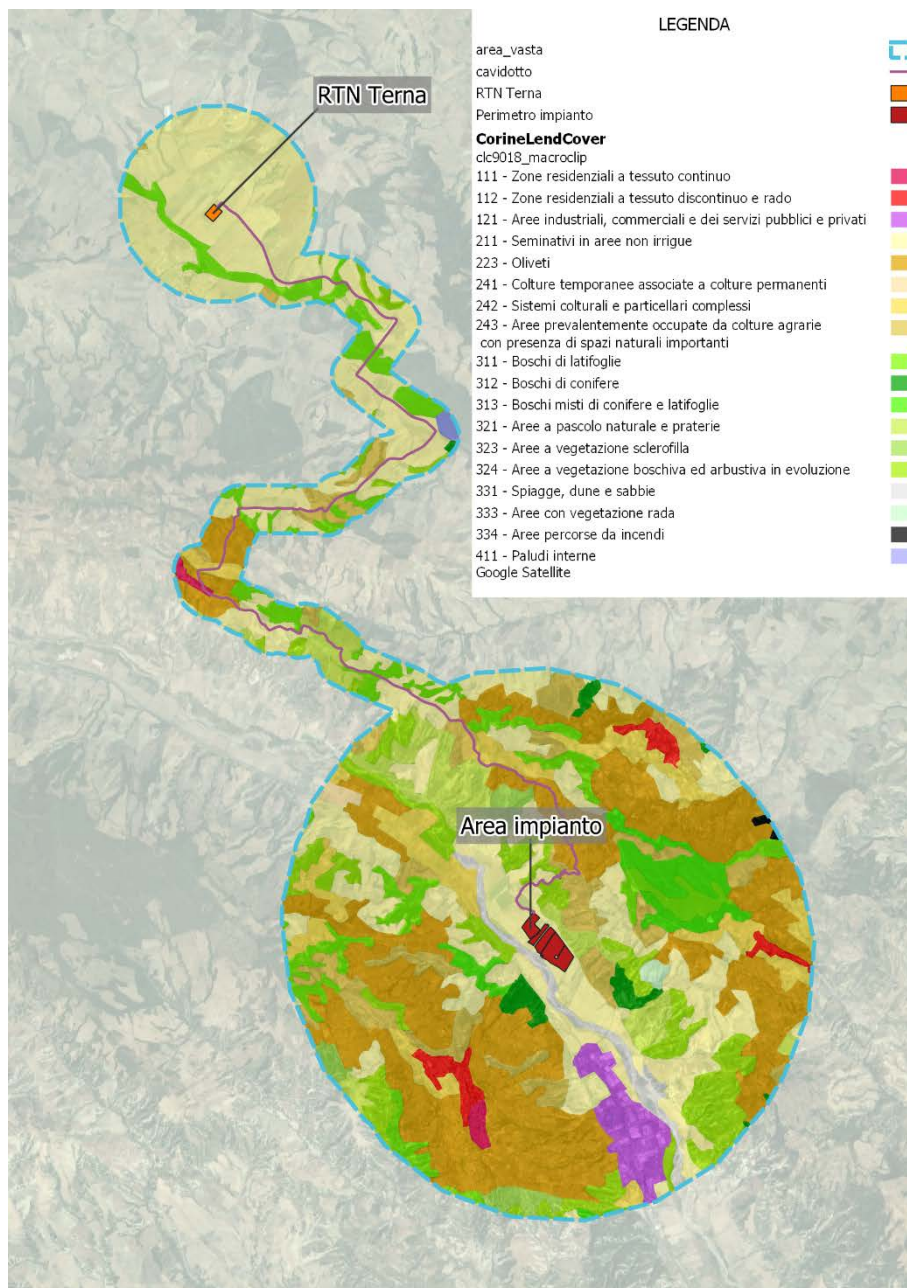 LEGENDA
area_vasta
cavidotto
RTN Terna
Perimetro impianto
CorineLendCover
clc9018_macroclip
111 - Zone residenziali a tessuto continuo
112 - Zone residenziali a tessuto discontinuo e rado
121 - Aree industriali, commerciali e dei servizi pubblici e privati
211 - Seminativi in aree non irrigue
223 - Oliveti
241 - Colture temporanee associate a colture permanenti
242 - Sistemi colturali e particellari complessi
243 - Aree prevalentemente occupate da colture agrarie
con presenza di spazi naturali importanti
311 - Boschi di latifoglie
312 - Boschi di conifere
313 - Boschi misti di conifere e latifoglie
321 - Aree a pascolo naturale e praterie
323 - Aree a vegetazione sclerofilla
324 - Aree a vegetazione boschiva ed arbustiva in evoluzione
331 - Spiagge, dune e sabbie
333 - Aree con vegetazione rada
334 - Aree percorse da incendi
411 - Paludi interne
Google Satellite
RTN Terna
Area impianto